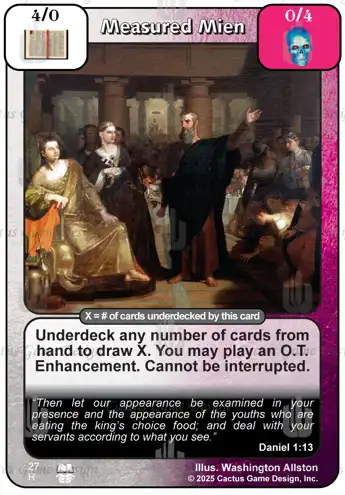 4/0
Measured Mien
0/4
X = # of cards underdecked by this card
Underdeck any number of cards from
hand to draw X. You may play an O.T.
Enhancement. Cannot be interrupted.
"Then let our appearance be examined in your
presence and the appearance of the youths who are
eating the king's choice food; and deal with your
servants according to what you see."
Daniel 1:13
27
R
Illus. Washington Allston
© 2025 Cactus Game Design, Inc.